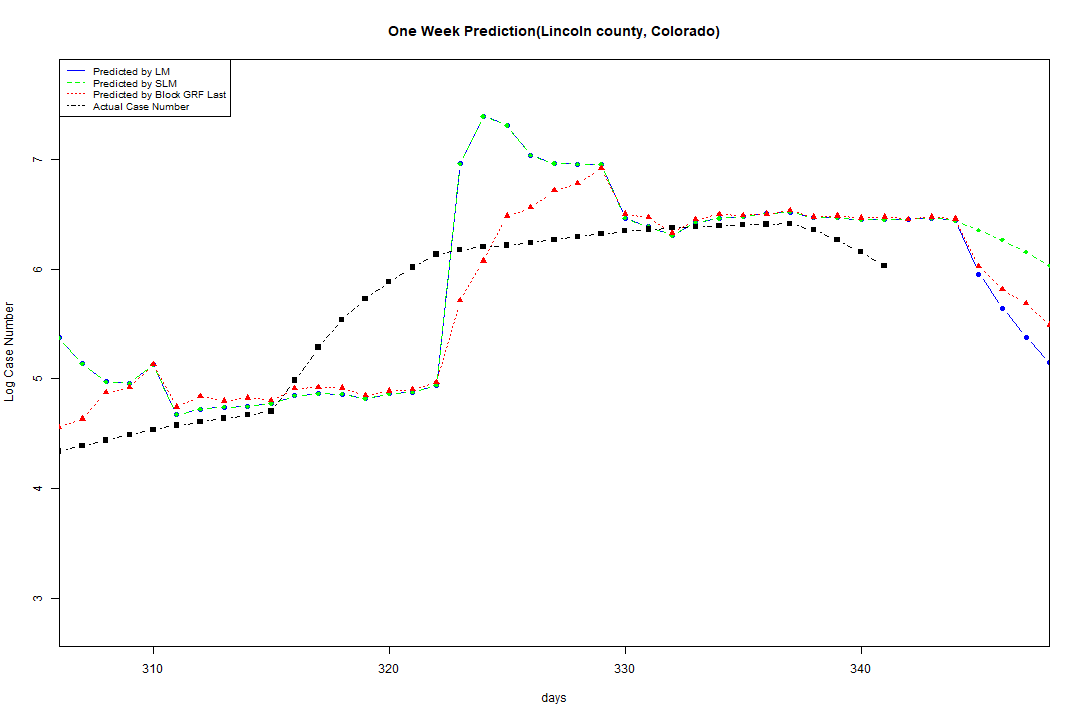 One Week Prediction(Lincoln county, Colorado)
Predicted by LM
Predicted by SLM
Predicted by Block GRF Last
Actual Case Number
7
6
5
4
3
Log Case Number
310 320 330 340
days